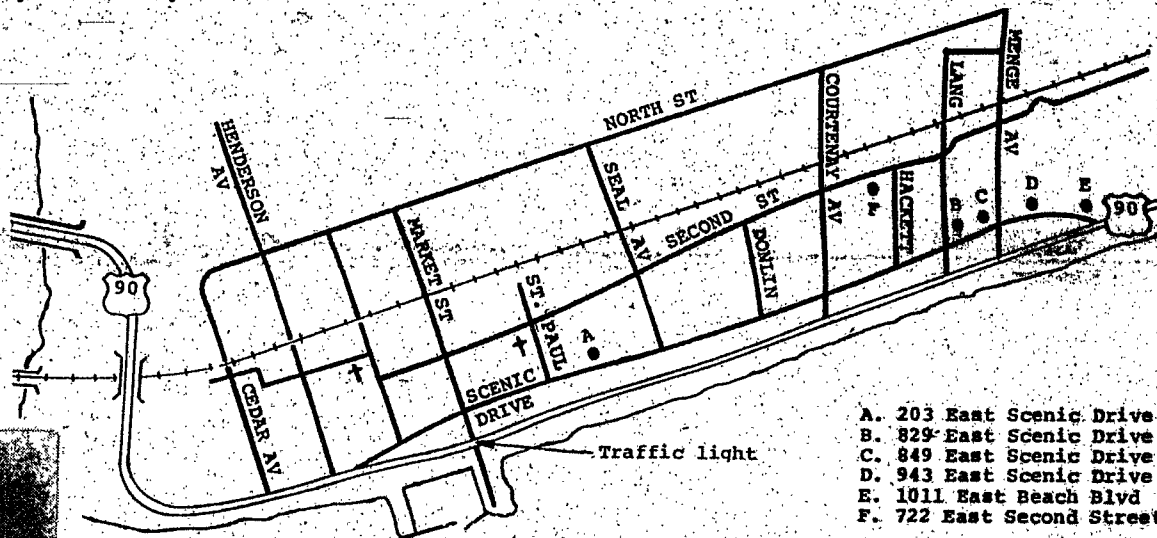 NORTH ST
MENGE AV
LANG
COURTENAY AV
HENDERSON AV
SEAL AV
SECOND ST
HACKETT
MARKET ST
DONLIN
B
C
D
E
F
90
90
ST. PAUL
A
CEDAR AV
SCENIC DRIVE
Traffic light
A. 203 East Scenic Drive
B. 829 East Scenic Drive
C. 849 East Scenic Drive
D. 943 East Scenic Drive
E. 1011 East Beach Blvd
F. 722 East Second Street